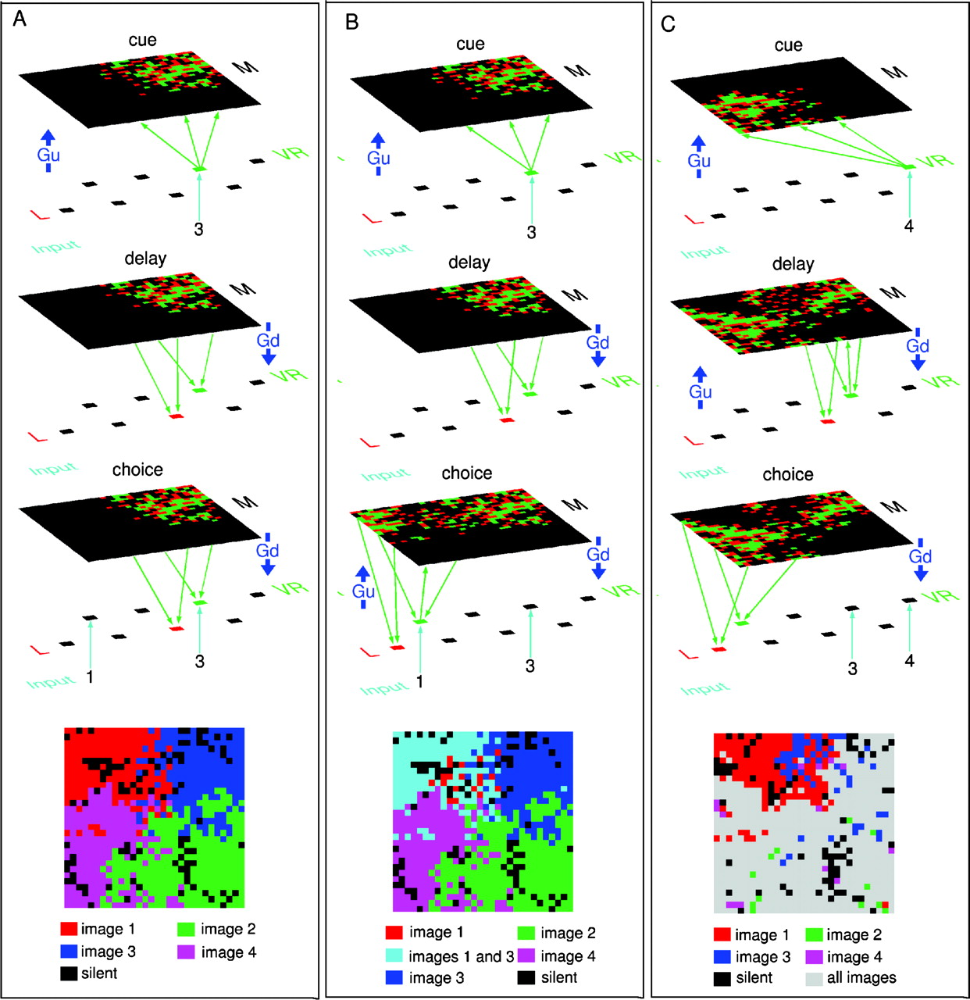 A
cue
M
Gu
VR
L
3
Input
delay
M
Gd
VR
L
Input
choice
M
Gd
VR
L
1
3
Input
image 1
image 2
image 3
image 4
silent
B
cue
M
Gu
VR
L
3
Input
delay
M
Gd
VR
L
Input
choice
M
Gd
Gu
VR
L
1
3
Input
image 1
image 2
images 1 and 3
image 4
image 3
silent
C
cue
M
Gu
VR
L
4
Input
delay
M
Gd
Gu
VR
L
Input
choice
M
Gd
VR
L
3
4
Input
image 1
image 2
image 3
image 4
silent
all images